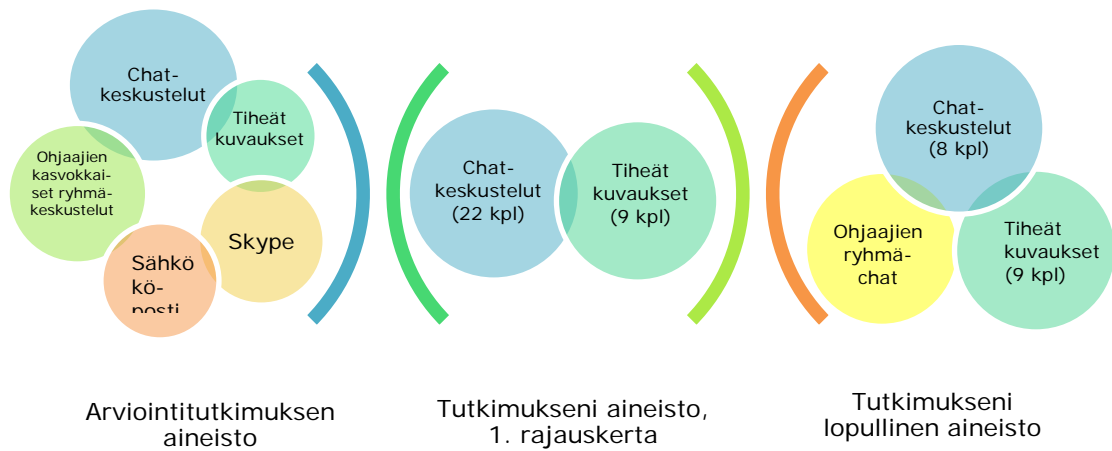 Chat-
keskustelut
Tiheät
kuvaukset
Ohjaajien
kasvokkai-
set ryhmä-
keskustelut
Skype
Sähkö
kö-
posti
Chat-
keskustelut
(22 kpl)
Tiheät
kuvaukset
(9 kpl)
Chat-
keskustelut
(8 kpl)
Ohjaajien
ryhmä-
chat
Tiheät
kuvaukset
(9 kpl)
Arviointitutkimuksen
aineisto
Tutkimukseni aineisto,
1. rajauskerta
Tutkimukseni
lopullinen aineisto